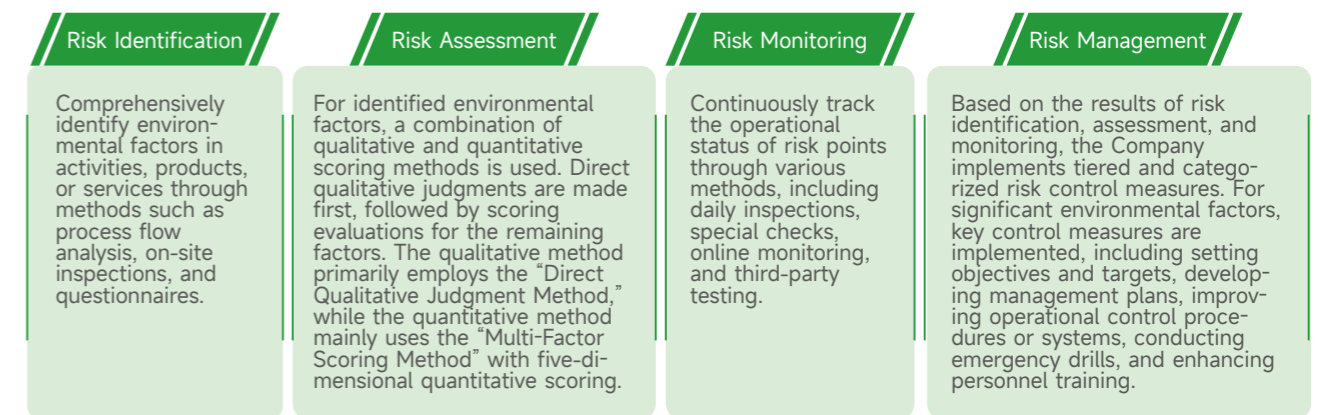 Risk Identification
Comprehensively
identify environ-
mental factors in
activities, products,
or services through
methods such as
process flow
analysis, on-site
inspections, and
questionnaires.
Risk Assessment
For identified environmental
factors, a combination of
qualitative and quantitative
scoring methods is used. Direct
qualitative judgments are made
first, followed by scoring
evaluations for the remaining
factors. The qualitative method
primarily employs the “Direct
Qualitative Judgment Method,”
while the quantitative method
mainly uses the “Multi-Factor
Scoring Method” with five-di-
mensional quantitative scoring.
Risk Monitoring
Continuously track
the operational
status of risk points
through various
methods, including
daily inspections,
special checks,
online monitoring,
and third-party
testing.
Risk Management
Based on the results of risk
identification, assessment, and
monitoring, the Company
implements tiered and catego-
rized risk control measures. For
significant environmental factors,
key control measures are
implemented, including setting
objectives and targets, develop-
ing management plans, improv-
ing operational control proce-
dures or systems, conducting
emergency drills, and enhancing
personnel training.